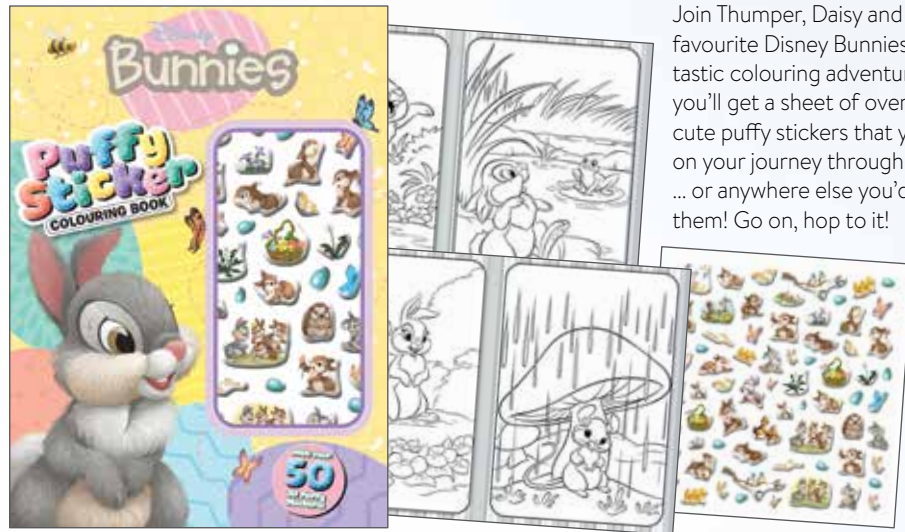 Disney
Bunnies
Puffy
Sticker
COLOURING BOOK
50
Join Thumper, Daisy and
favourite Disney Bunnies
tastic colouring adventu
you'll get a sheet of over
cute puffy stickers that y
on your journey through
... or anywhere else you'd
them! Go on, hop to it!